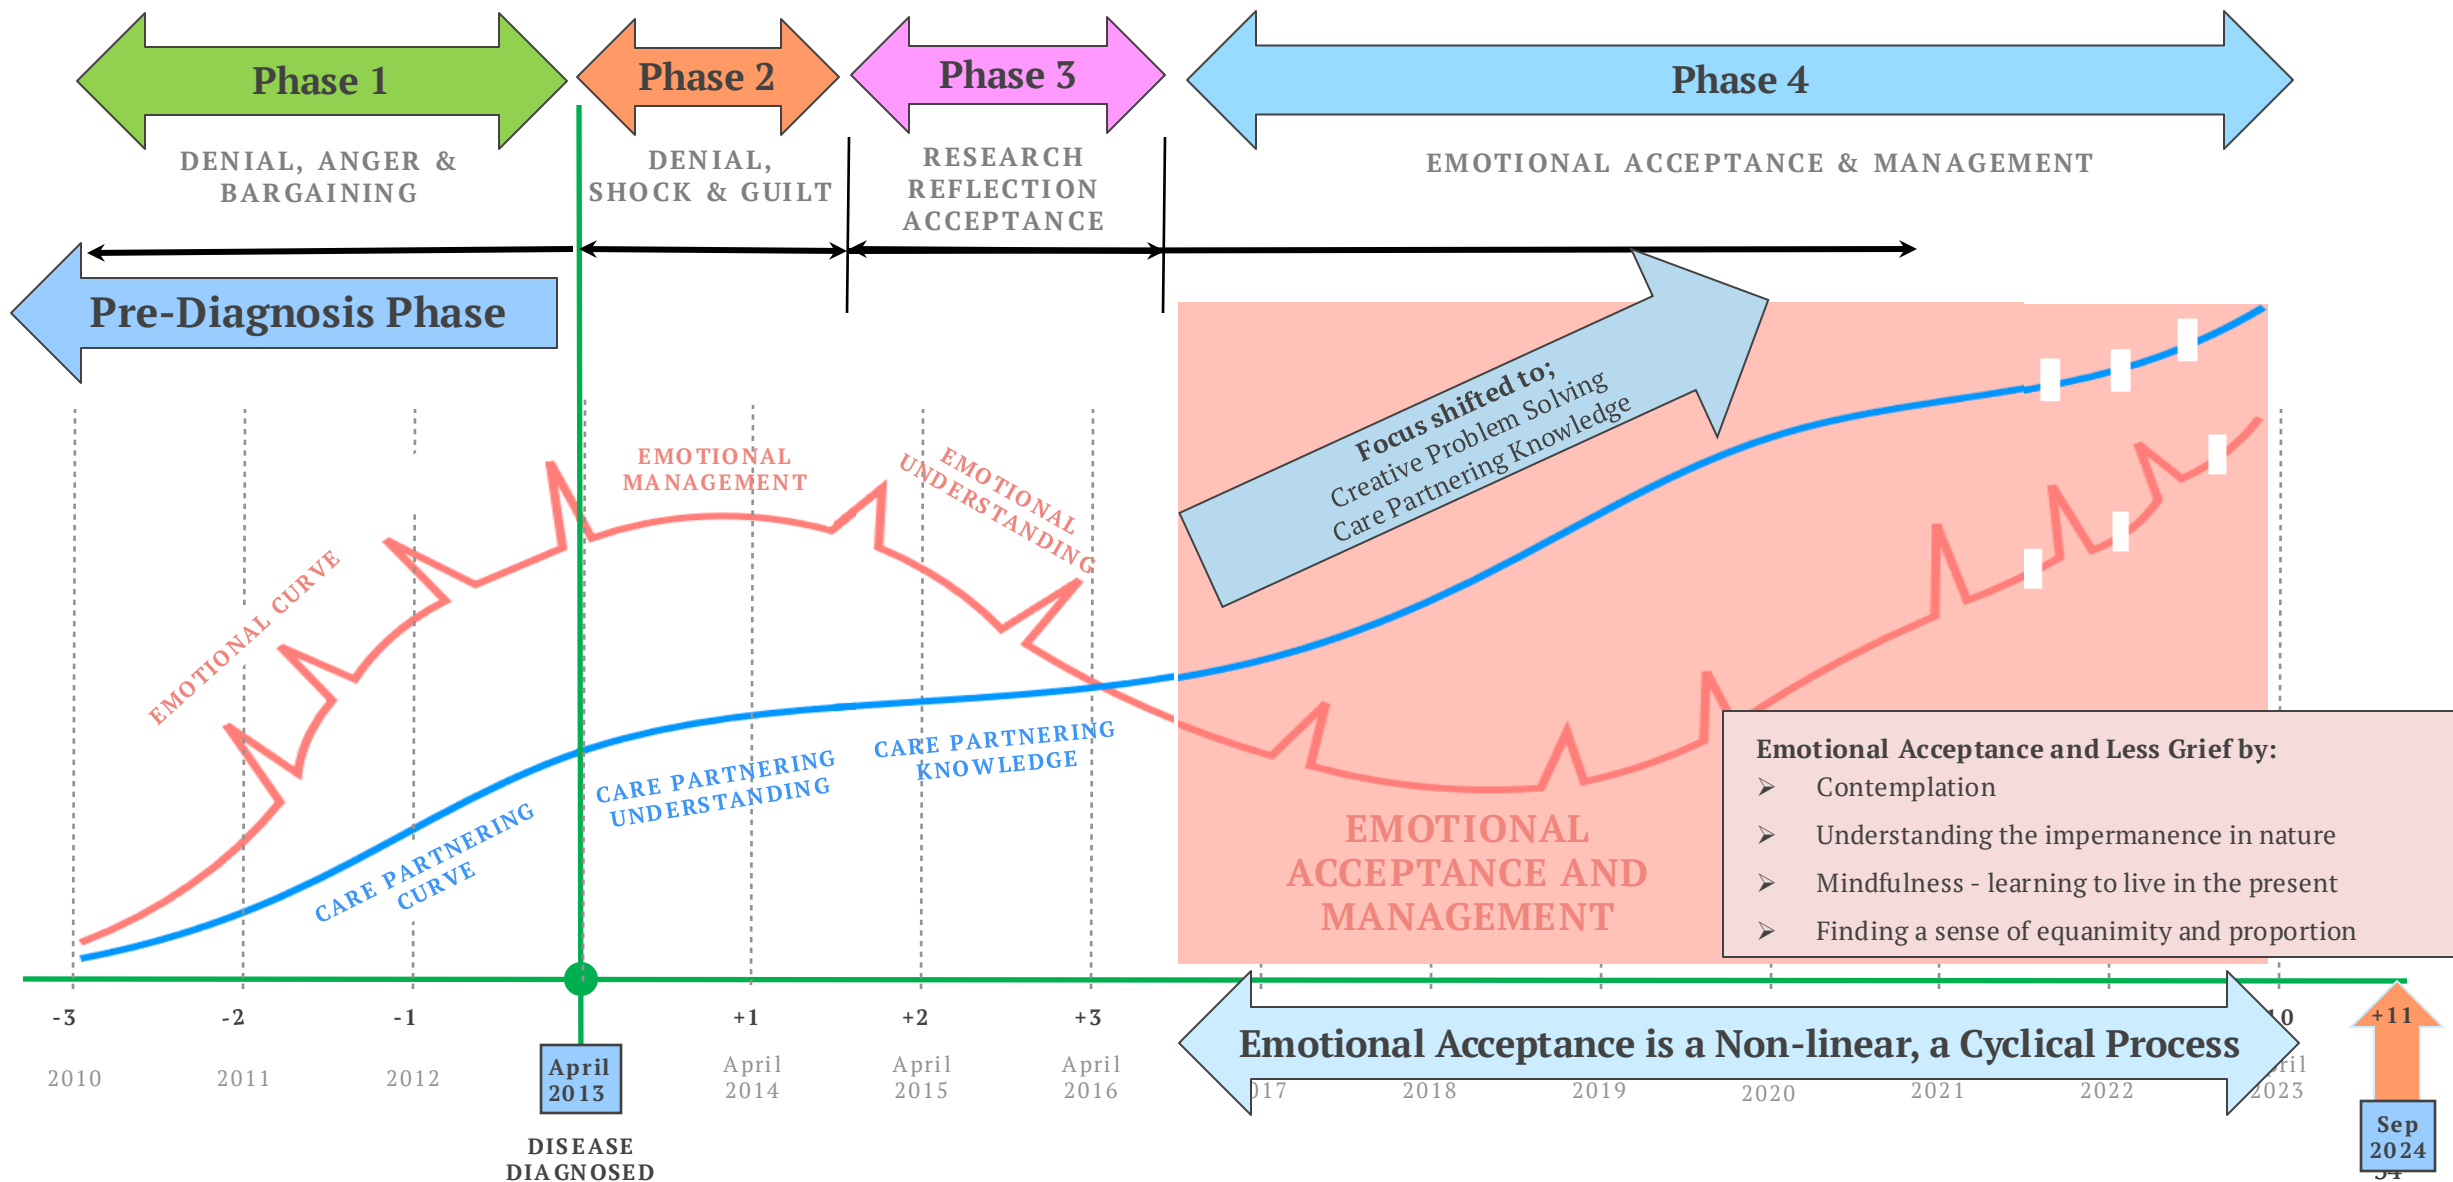 Phase 1
Phase 2
Phase 3
Phase 4
DENIAL, ANGER &
BARGAINING
DENIAL,
SHOCK & GUILT
RESEARCH
REFLECTION
ACCEPTANCE
EMOTIONAL ACCEPTANCE & MANAGEMENT
Pre-Diagnosis Phase
Focus shifted to;
Creative Problem Solving
Care Partnering Knowledge
EMOTIONAL CURVE
EMOTIONAL
MANAGEMENT
EMOTIONAL
UNDERSTANDING
CARE PARTNERING
CURVE
CARE PARTNERING
UNDERSTANDING
CARE PARTNERING
KNOWLEDGE
EMOTIONAL
ACCEPTANCE AND
MANAGEMENT
Emotional Acceptance and Less Grief by:
➢ Contemplation
➢ Understanding the impermanence in nature
➢ Mindfulness - learning to live in the present
➢ Finding a sense of equanimity and proportion
-3
-2
-1
+1
+2
+3
10
+11
Emotional Acceptance is a Non-linear, a Cyclical Process
2010
2011
2012
April
2013
April
2014
April
2015
April
2016
017
2018
2019
2020
2021
2022
ril
2023
Sep
2024
DISEASE
DIAGNOSED